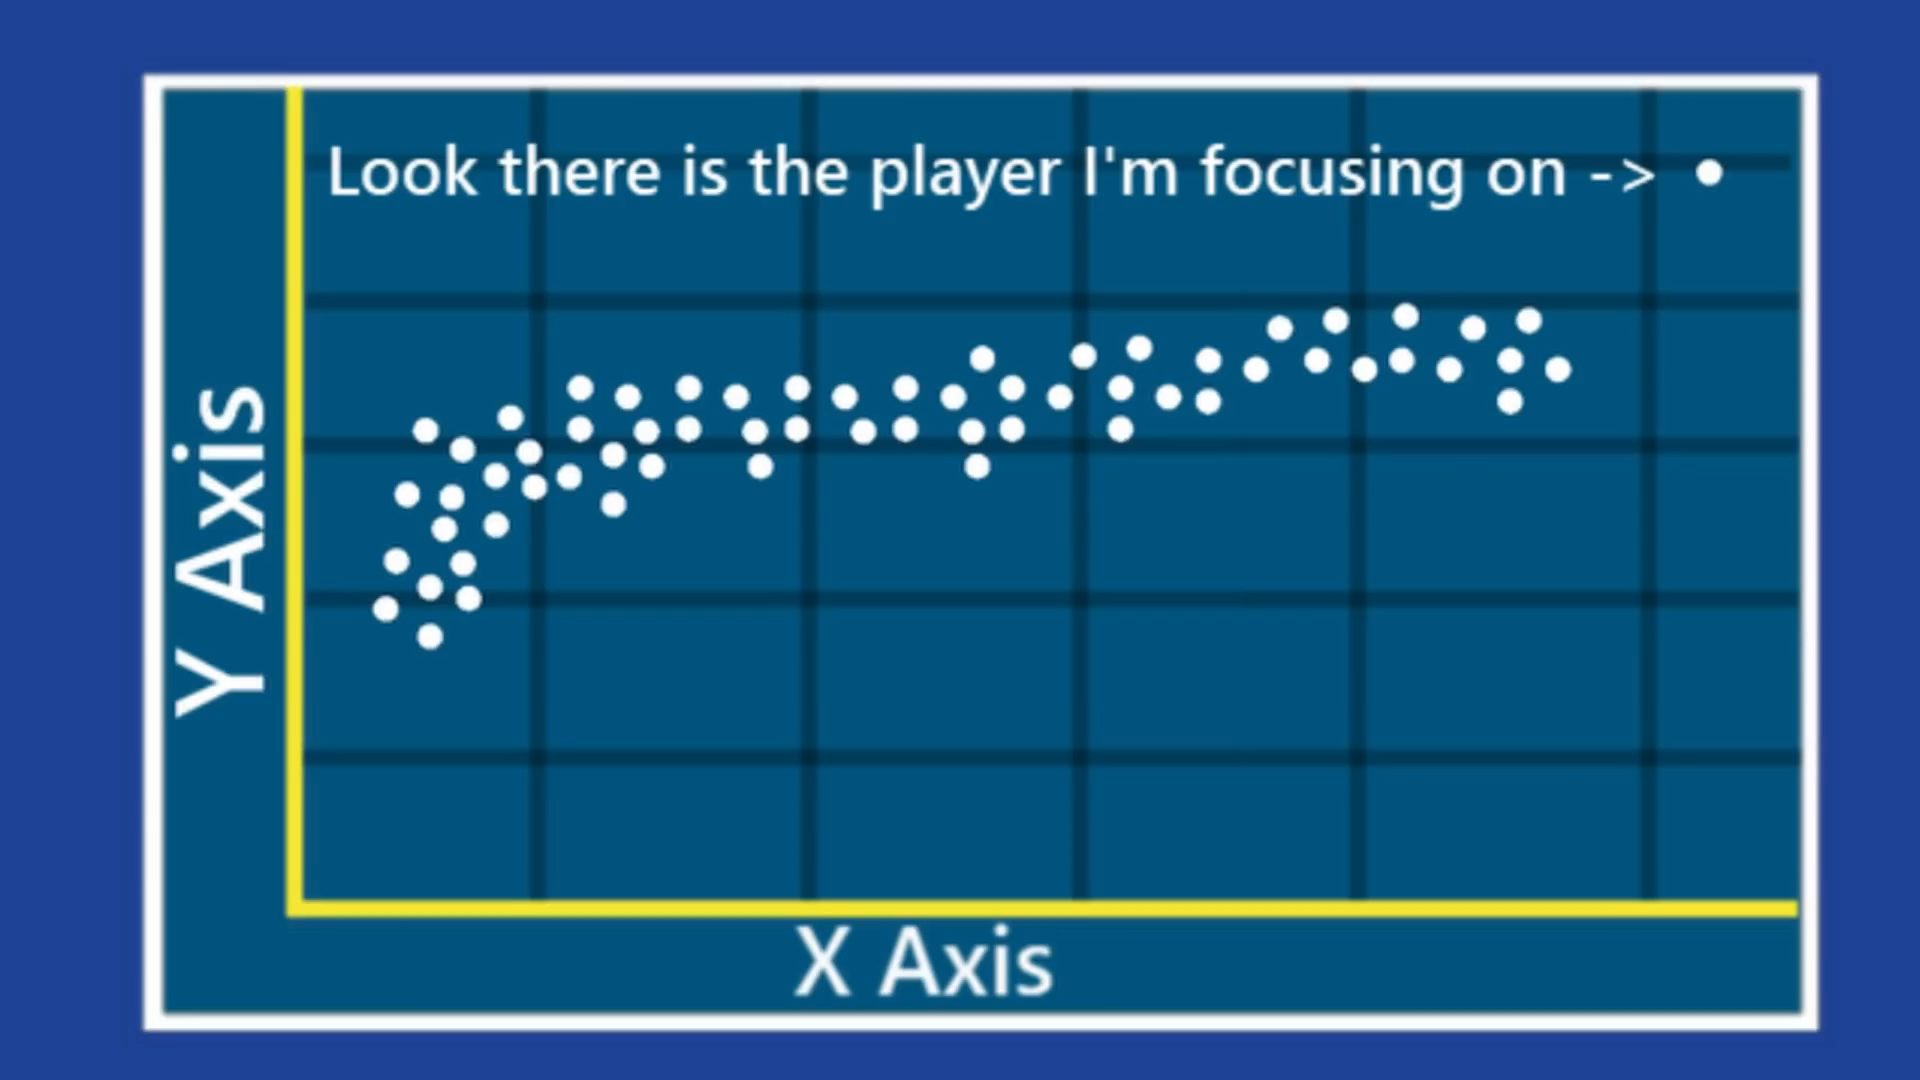 Look there is the player I'm focusing on ->
Y Axis
X Axis